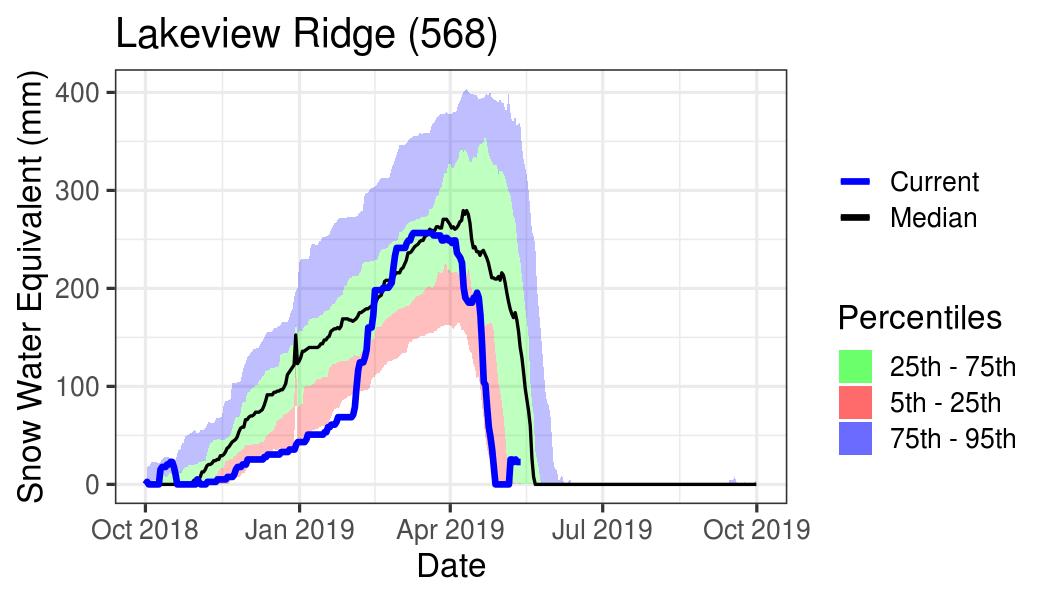 Lakeview Ridge (568)
Snow Water Equivalent (mm)
400
300
200
100
0
Oct 2018
Jan 2019
Apr 2019
Jul 2019
Oct 2019
Date
Current
Median
Percentiles
25th - 75th
5th - 25th
75th - 95th